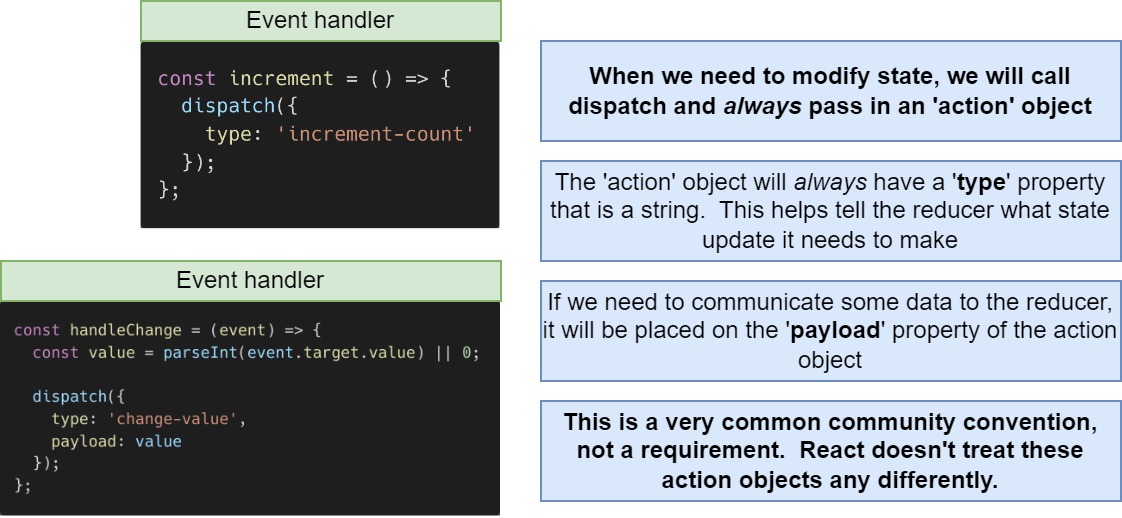 Event handler
const increment = () => {
  dispatch({
    type: 'increment-count'
  });
};
Event handler
const handleChange = (event) => {
  const value = parseInt(event.target.value) || 0;

  dispatch({
    type: 'change-value',
    payload: value
  });
};
When we need to modify state, we will call
dispatch and always pass in an 'action' object
The 'action' object will always have a 'type' property
that is a string.  This helps tell the reducer what state
update it needs to make
If we need to communicate some data to the reducer,
it will be placed on the 'payload' property of the action
object
This is a very common community convention,
not a requirement.  React doesn't treat these
action objects any differently.